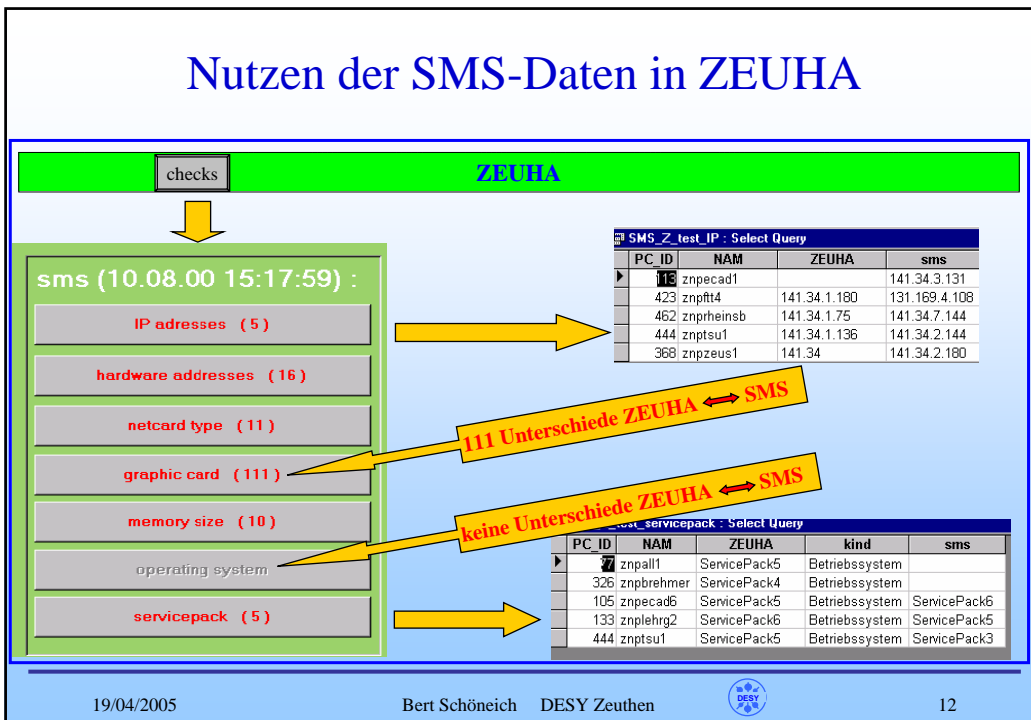 Nutzen der SMS-Daten in ZEUHA
checks
ZEUHA
sms (10.08.00 15:17:59) :
IP adresses (5)
hardware addresses (16)
netcard type (11)
graphic card (111)
memory size (10)
operating system
servicepack (5)
SMS_Z_test_IP : Select Query
PC_ID NAM ZEUHA sms
113 znpecad1 141.34.3.131
423 znpftt4 141.34.1.180 131.169.4.108
462 znprheinsb 141.34.1.75 141.34.7.144
444 znptsu1 141.34.1.136 141.34.2.144
368 znpzeus1 141.34 141.34.2.180
111 Unterschiede ZEUHA SMS
keine Unterschiede ZEUHA SMS
test_servicepack : Select Query
PC_ID NAM ZEUHA kind sms
77 znpall1 ServicePack5 Betriebssystem
326 znpbrehmer ServicePack4 Betriebssystem
105 znpecad6 ServicePack5 Betriebssystem ServicePack6
133 znplehrg2 ServicePack6 Betriebssystem ServicePack5
444 znptsu1 ServicePack5 Betriebssystem ServicePack3
19/04/2005 Bert Schöneich DESY Zeuthen DESY 12